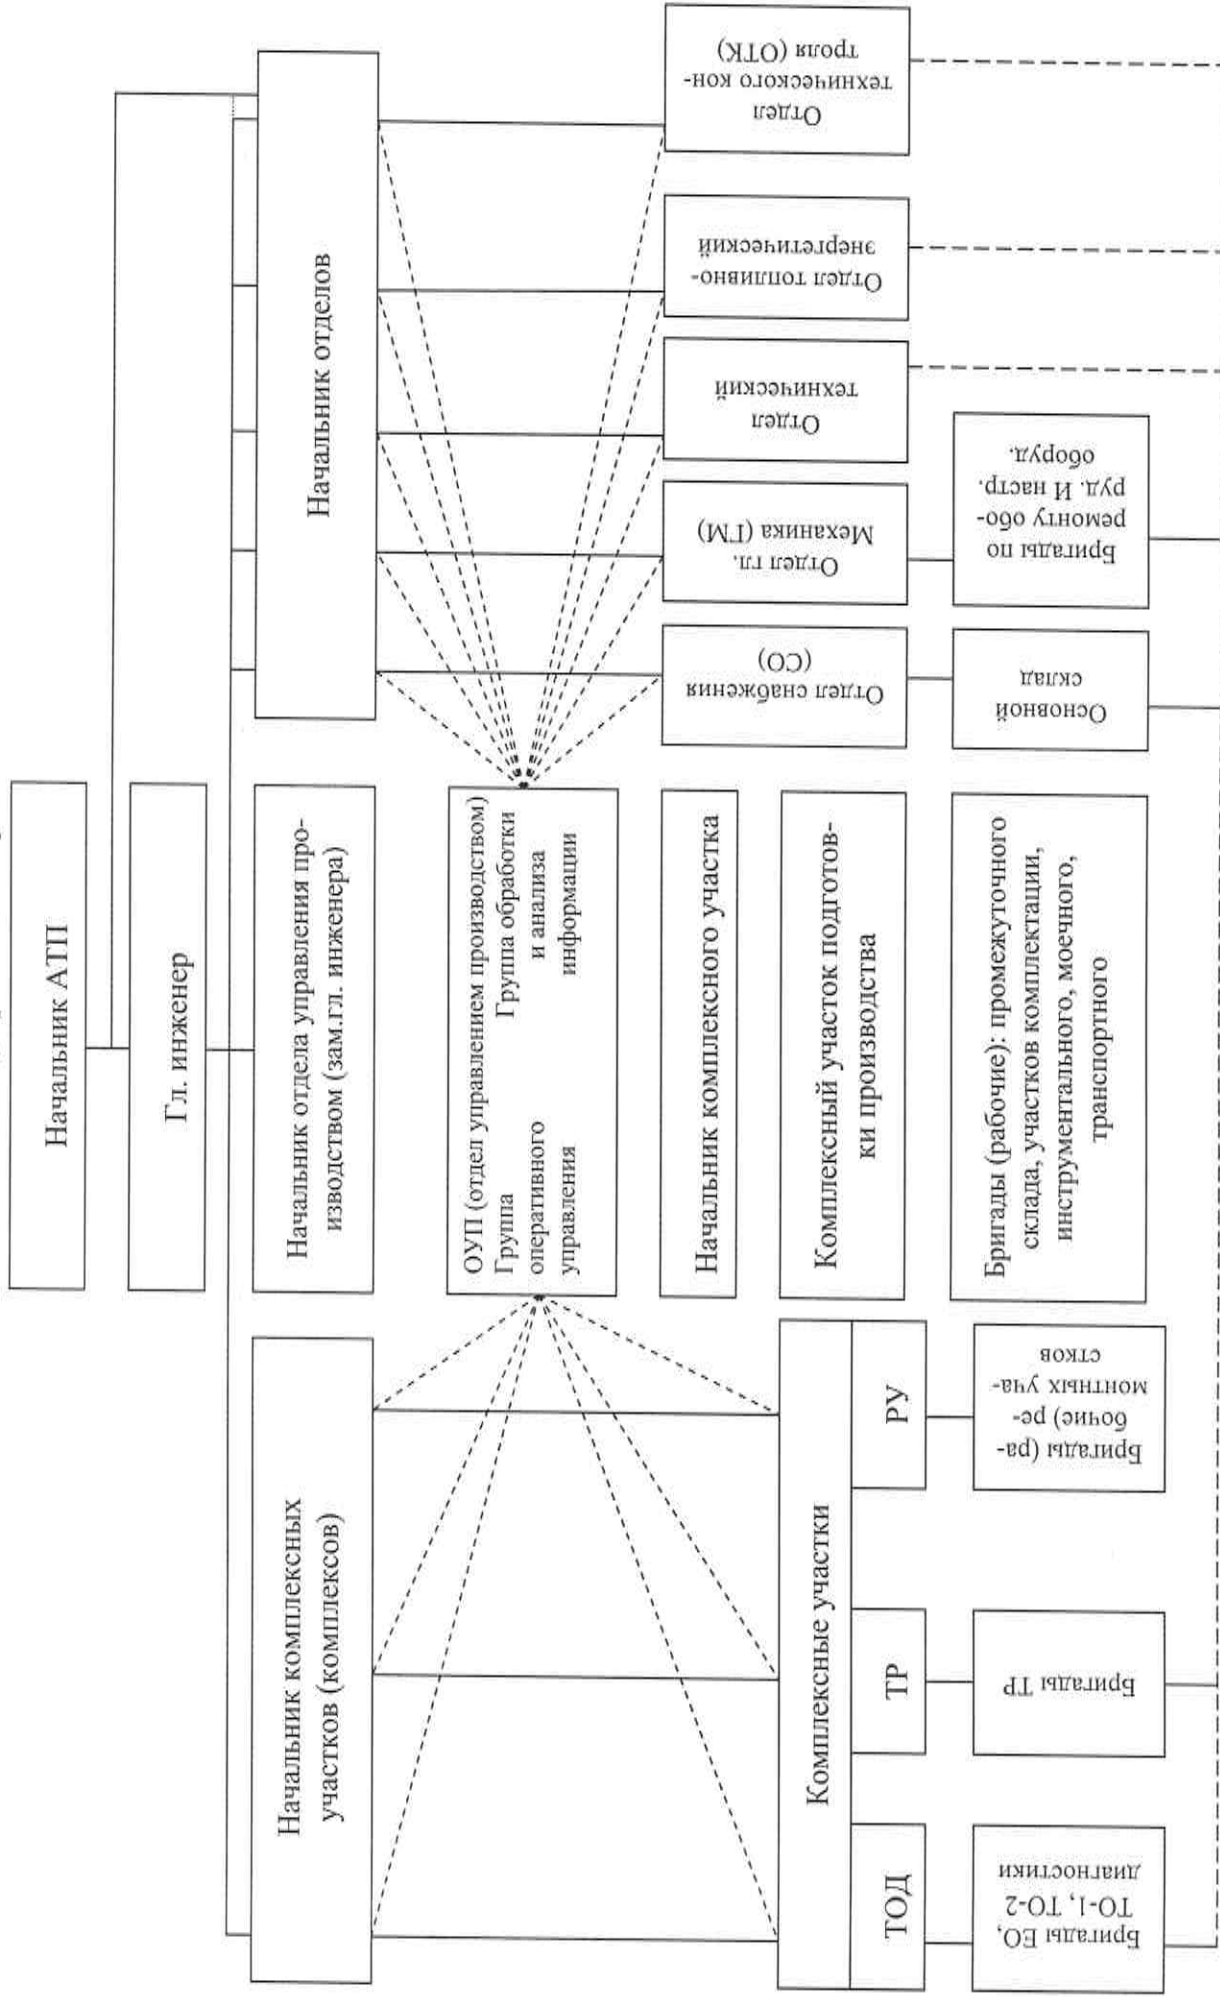 Начальник АТП
Гл. инженер
Начальник комплексных
участков (комплексов)
Начальник отдела управления про-
изводством (зам.гл. инженера)
Начальник отделов
ОУП (отдел управлением производством)
Группа
оперативного
управления
Группа обработки
и анализа
информации
Начальник комплексного участка
Комплексный участок подготов-
ки производства
Бригады (рабочие): промежуточного
склада, участков комплектации,
инструментального, моечного,
транспортного
Комплексные участки
ТОД
ТР
РУ
Бригады ЕО,
ТО-1, ТО-2
диагностики
Бригады ТР
Бригады (ра-
бочие) ре-
монтных уча-
стков
Отдел снабжения
(СО)
Отдел гл.
Механика (ГМ)
Отдел
технический
Отдел топливно-
энергетический
Отдел
технического кон-
троля (ОТК)
Основной
склад
Бригады по
ремонту обо-
руд. И настр.
оборуд.